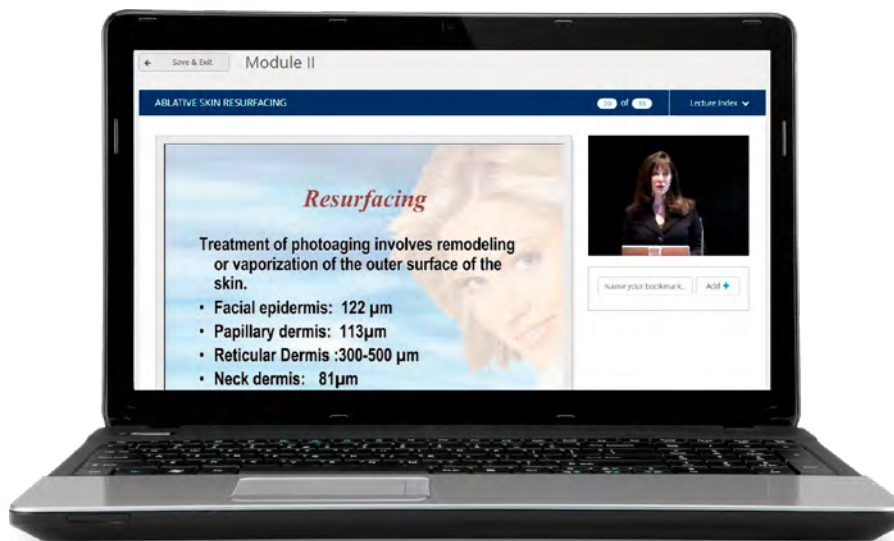 ← Save & Exit Module II
ABLATIVE SKIN RESURFACING
of
Lecture Index
Resurfacing
Treatment of photoaging involves remodeling
or vaporization of the outer surface of the
skin.
• Facial epidermis: 122 µm
• Papillary dermis: 113µm
• Reticular Dermis :300-500 µm
• Neck dermis: 81µm
Name your bookmark..
Add +